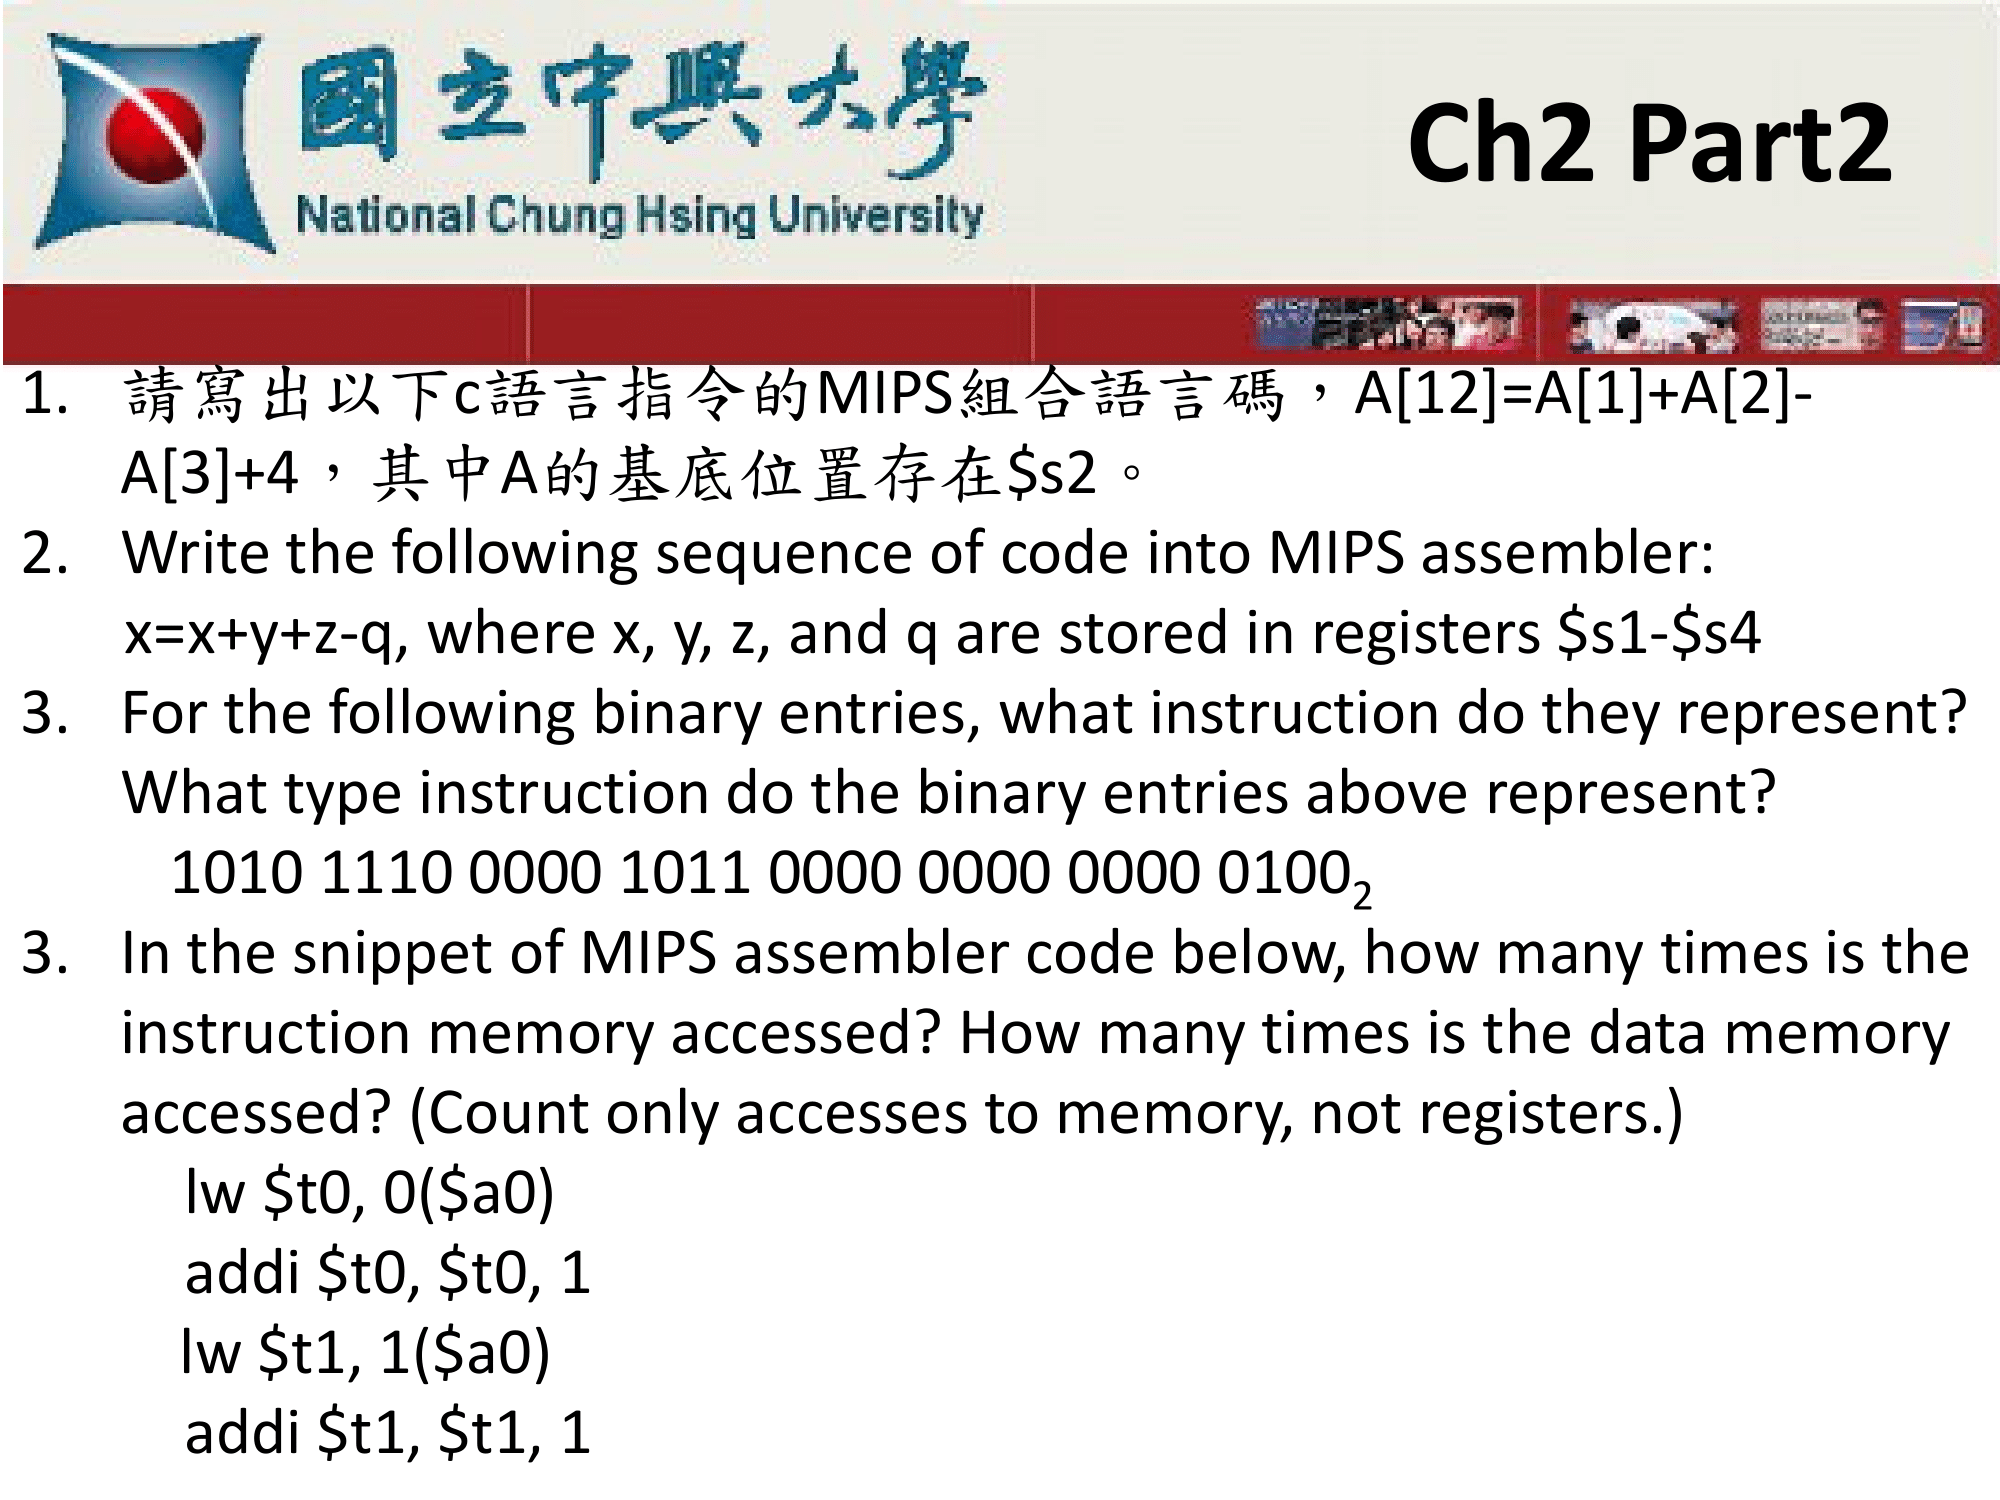 國立中興大學
National Chung Hsing University
Ch2 Part2
1. 請寫出以下c語言指令的MIPS組合語言碼，A[12]=A[1]+A[2]-
A[3]+4，其中A的基底位置存在$s2。
2. Write the following sequence of code into MIPS assembler:
x=x+y+z-q, where x, y, z, and q are stored in registers $s1-$s4
3. For the following binary entries, what instruction do they represent?
What type instruction do the binary entries above represent?
1010 1110 0000 1011 0000 0000 0000 0100₂
3. In the snippet of MIPS assembler code below, how many times is the
instruction memory accessed? How many times is the data memory
accessed? (Count only accesses to memory, not registers.)
lw $t0, 0($a0)
addi $t0, $t0, 1
lw $t1, 1($a0)
addi $t1, $t1, 1